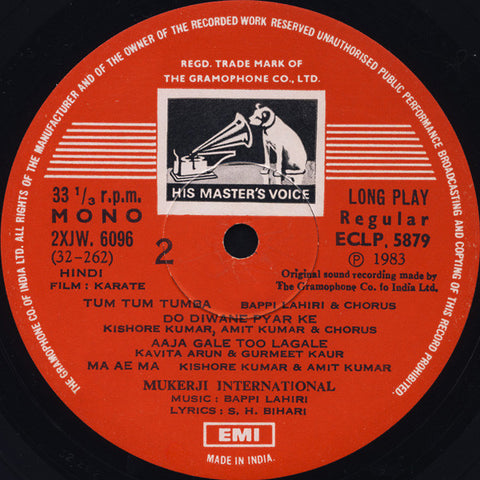 ALL RIGHTS OF THE MANUFACTURER AND OF THE OWNER OF THE RECORDED WORK RESERVED UNAUTHORISED PUBLIC PERFORMANCE BROADCASTING AND COPYING OF THIS RECORD PROHIBITED.
REGD. TRADE MARK OF
THE GRAMOPHONE CO., LTD.
HIS MASTER'S VOICE
33 1/3 r.p.m.
MONO
2XJW. 6096
(32-262)
HINDI
FILM : KARATE
2
LONG PLAY
Regular
ECLP. 5879
Ⓟ 1983
Original sound recording made by
The Gramophone Co. fo India Ltd.
TUM TUM TUMBA BAPPI LAHIRI & CHORUS
DO DIWANE PYAR KE
KISHORE KUMAR, AMIT KUMAR & CHORUS
AAJA GALE TOO LAGALE
KAVITA ARUN & GURMEET KAUR
MA AE MA KISHORE KUMAR & AMIT KUMAR
MUKERJI INTERNATIONAL
MUSIC : BAPPI LAHIRI
LYRICS : S. H. BIHARI
EMI
MADE IN INDIA.
THE GRAMOPHONE CO. OF INDIA LTD.